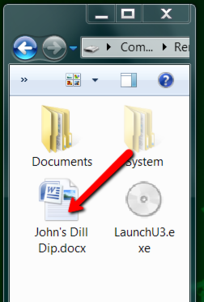 » 
Com... Re
Documents System
John's Dill LaunchU3.e
Dip.docx xe